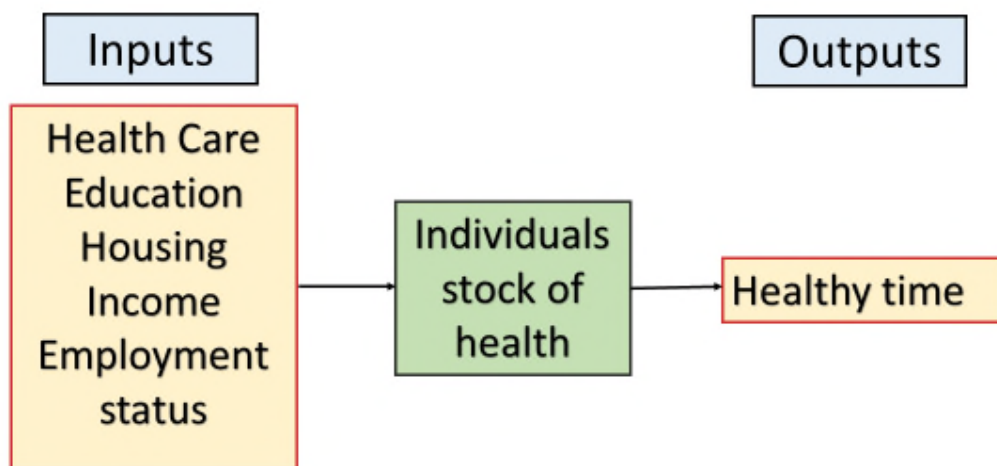 Inputs
Outputs
Health Care
Education
Housing
Income
Employment
status
Individuals
stock of
health
Healthy time